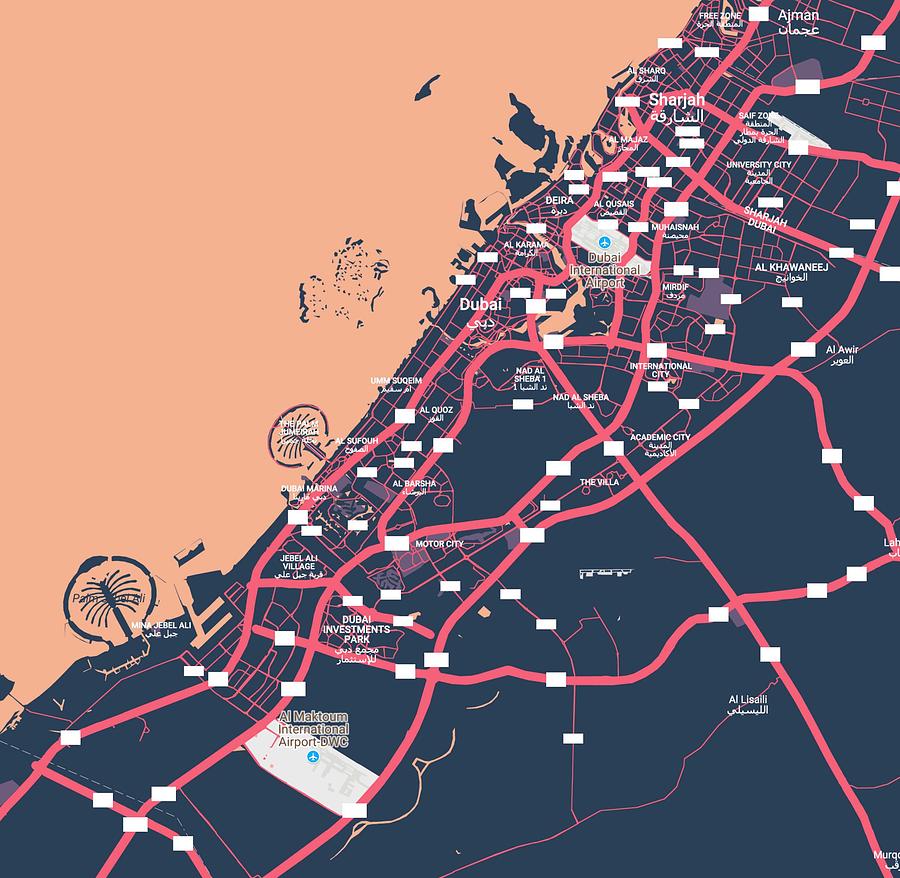 FREE ZONE
المنطقة الحرة
Ajman
عجمان
AL SHARQ
الشرق
Sharjah
الشارقة
SAIF ZONE
المنطقة
الحرة بمطار
الشارقة الدولي
AL MAJAZ
المجاز
UNIVERSITY CITY
المدينة
الجامعية
DEIRA
ديرة
AL QUSAIS
القصيص
SHARJAH
DUBAI
MUHAISNAH
محيصنة
AL KARAMA
الكرامة
Dubai
International
Airport
AL KHAWANEEJ
الخوانيج
MIRDIF
مردف
Dubai
دبي
Al Awir
العوير
INTERNATIONAL
CITY
NAD AL
SHEBA 1
ند الشبا 1
UMM SUQEIM
أم سقيم
NAD AL SHEBA
ند الشبا
AL QUOZ
القوز
THE PALM
JUMEIRAH
نخلة جميرا
AL SUFOUH
الصفوح
ACADEMIC CITY
المدينة
الأكاديمية
DUBAI MARINA
دبي مارينا
AL BARSHA
البرشاء
THE VILLA
MOTOR CITY
JEBEL ALI
VILLAGE
قرية جبل علي
Palm Jebel Ali
MINA JEBEL ALI
جبل علي
DUBAI
INVESTMENTS
PARK
مجمع دبي
للإستثمار
Lah
Al Lisaili
الليسيلي
Al Maktoum
International
Airport-DWC
Murqo